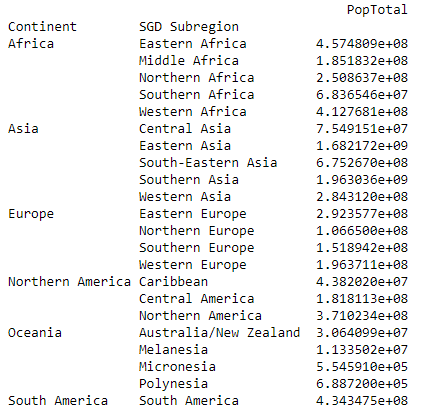 PopTotal
Continent SGD Subregion
Africa Eastern Africa 4.574809e+08
Middle Africa 1.851832e+08
Northern Africa 2.508637e+08
Southern Africa 6.836546e+07
Western Africa 4.127681e+08
Asia Central Asia 7.549151e+07
Eastern Asia 1.682172e+09
South-Eastern Asia 6.752670e+08
Southern Asia 1.963036e+09
Western Asia 2.843120e+08
Europe Eastern Europe 2.923577e+08
Northern Europe 1.066500e+08
Southern Europe 1.518942e+08
Western Europe 1.963711e+08
Northern America Caribbean 4.382020e+07
Central America 1.818113e+08
Northern America 3.710234e+08
Oceania Australia/New Zealand 3.064099e+07
Melanesia 1.133502e+07
Micronesia 5.545910e+05
Polynesia 6.887200e+05
South America South America 4.343475e+08